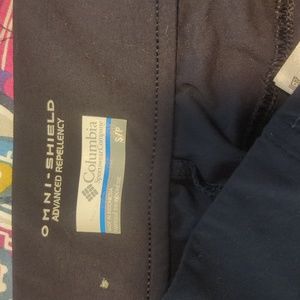 OMNI-SHIELD
ADVANCED REPELLENCY
Columbia
Sportswear Company
S/P